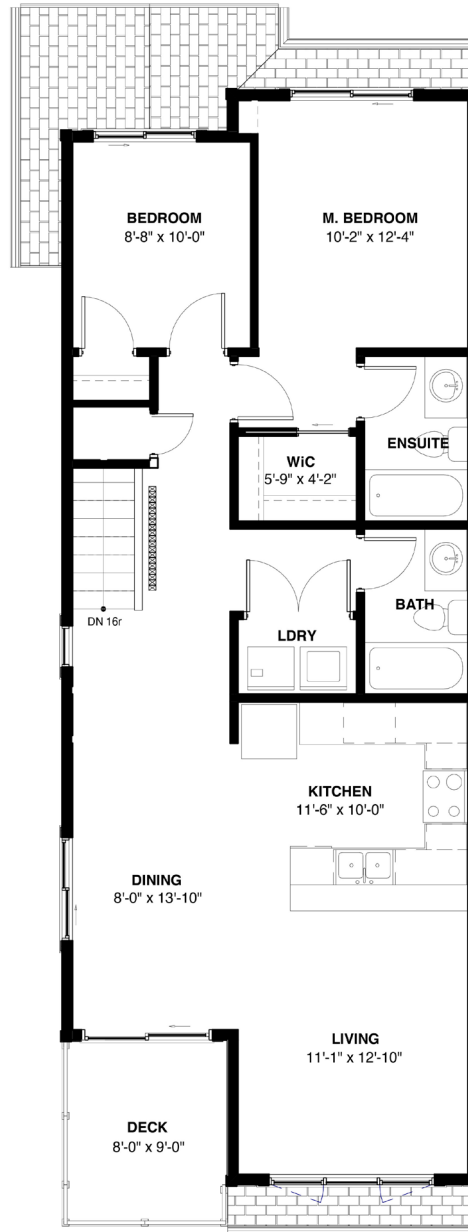 BEDROOM
8'-8" x 10'-0"
M. BEDROOM
10'-2" x 12'-4"
ENSUITE
WiC
5'-9" x 4'-2"
BATH
DN 16r
LDRY
KITCHEN
11'-6" x 10'-0"
DINING
8'-0" x 13'-10"
LIVING
11'-1" x 12'-10"
DECK
8'-0" x 9'-0"